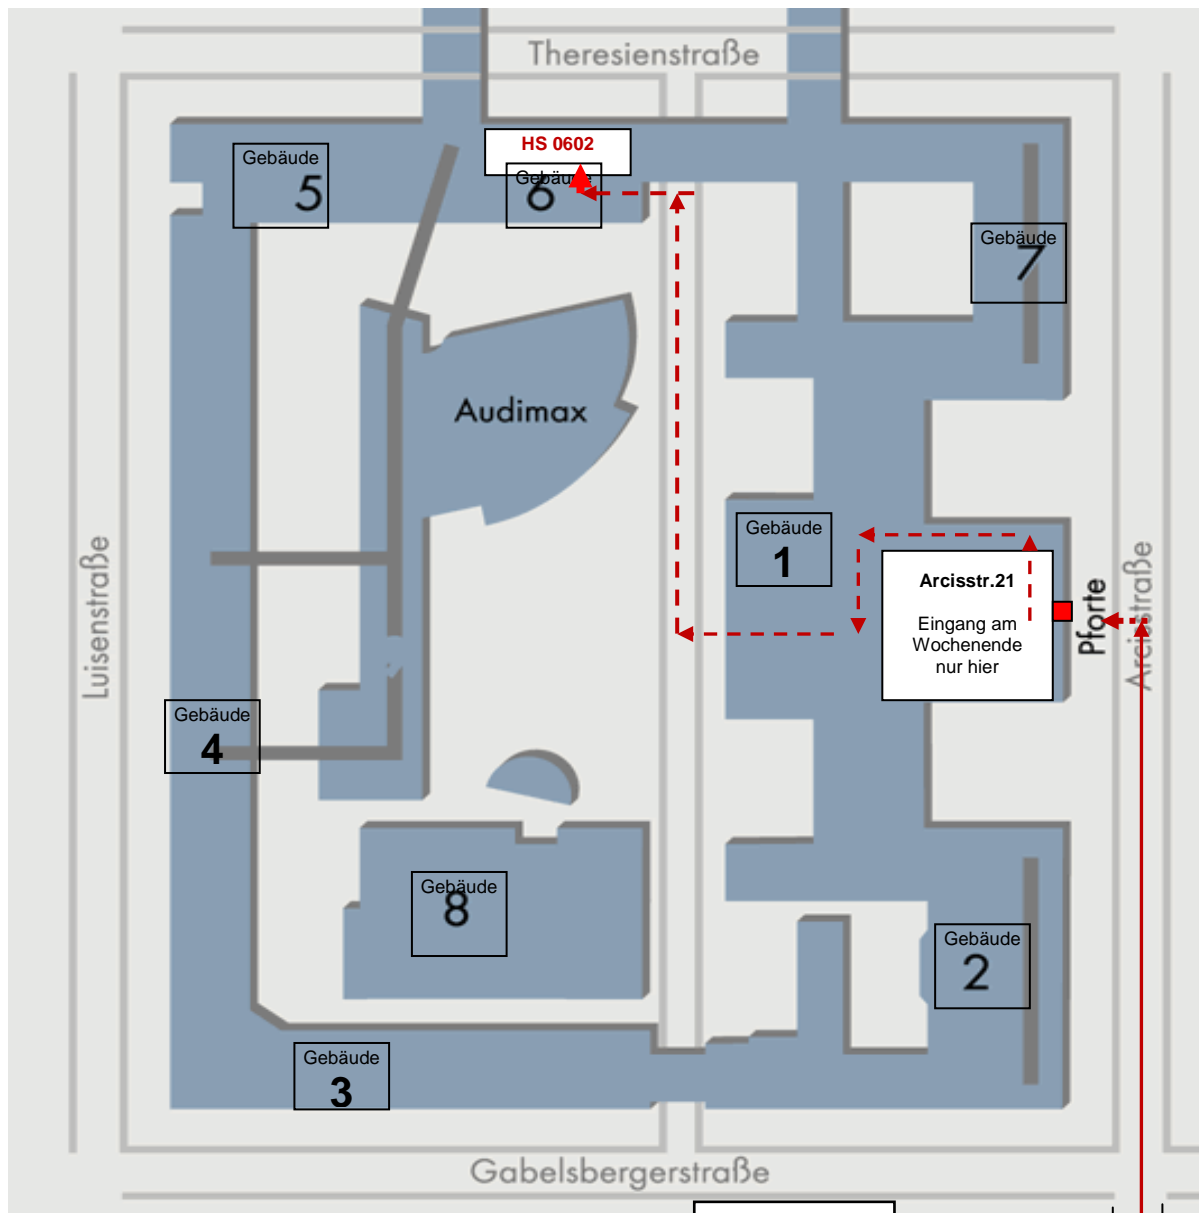 Theresienstraße
HS 0602
Gebäude
5
Gebäude
6
Gebäude
7
Audimax
Gebäude
1
Arcisstr.21
Eingang am
Wochenende
nur hier
Pforte
Arcisstraße
Luisenstraße
Gebäude
4
Gebäude
8
Gebäude
2
Gebäude
3
Gabelsbergerstraße